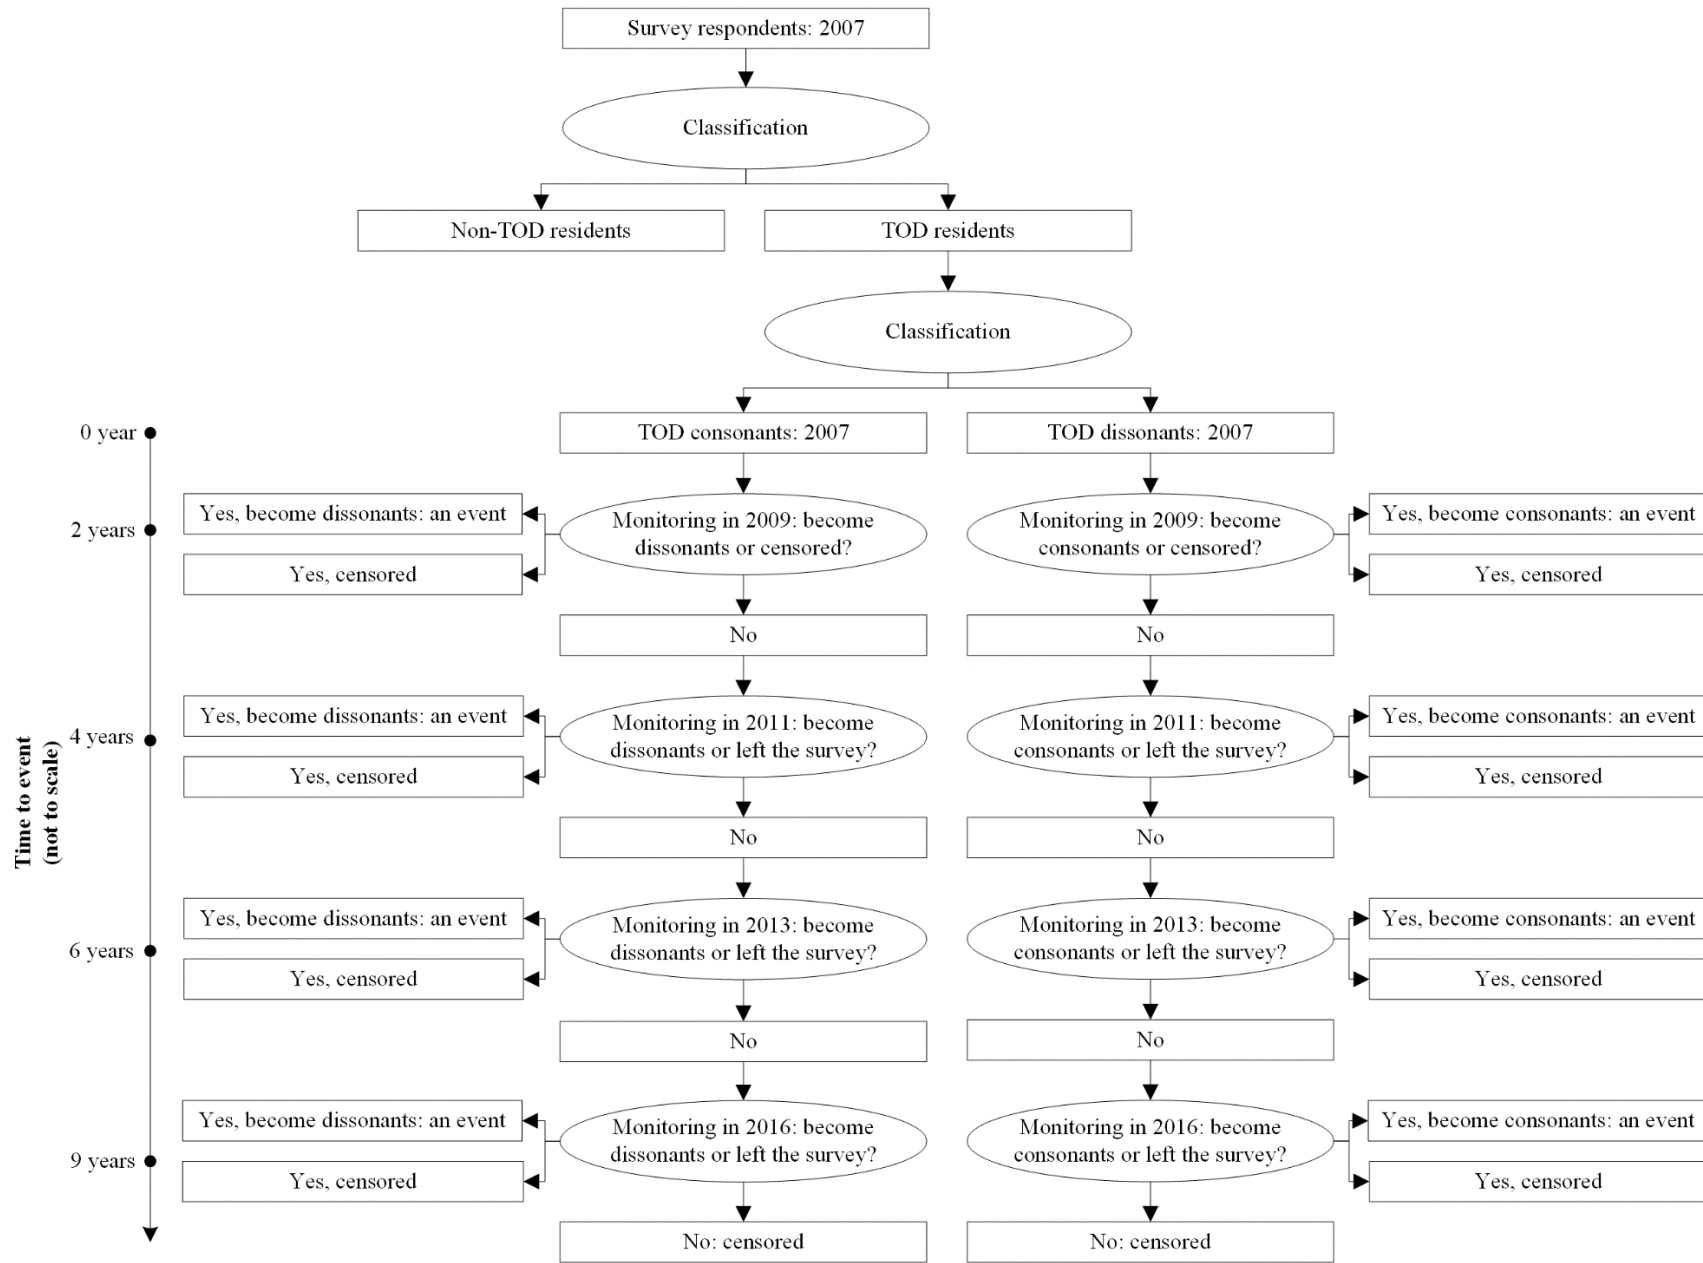 Survey respondents: 2007
Classification
Non-TOD residents
TOD residents
Classification
0 year
TOD consonants: 2007
TOD dissonants: 2007
2 years
Yes, become dissonants: an event
Yes, censored
Monitoring in 2009: become
dissonants or censored?
Monitoring in 2009: become
consonants or censored?
Yes, become consonants: an event
Yes, censored
No
No
Time to event
(not to scale)
4 years
Yes, become dissonants: an event
Yes, censored
Monitoring in 2011: become
dissonants or left the survey?
Monitoring in 2011: become
consonants or left the survey?
Yes, become consonants: an event
Yes, censored
No
No
6 years
Yes, become dissonants: an event
Yes, censored
Monitoring in 2013: become
dissonants or left the survey?
Monitoring in 2013: become
consonants or left the survey?
Yes, become consonants: an event
Yes, censored
No
No
9 years
Yes, become dissonants: an event
Yes, censored
Monitoring in 2016: become
dissonants or left the survey?
Monitoring in 2016: become
consonants or left the survey?
Yes, become consonants: an event
Yes, censored
No: censored
No: censored